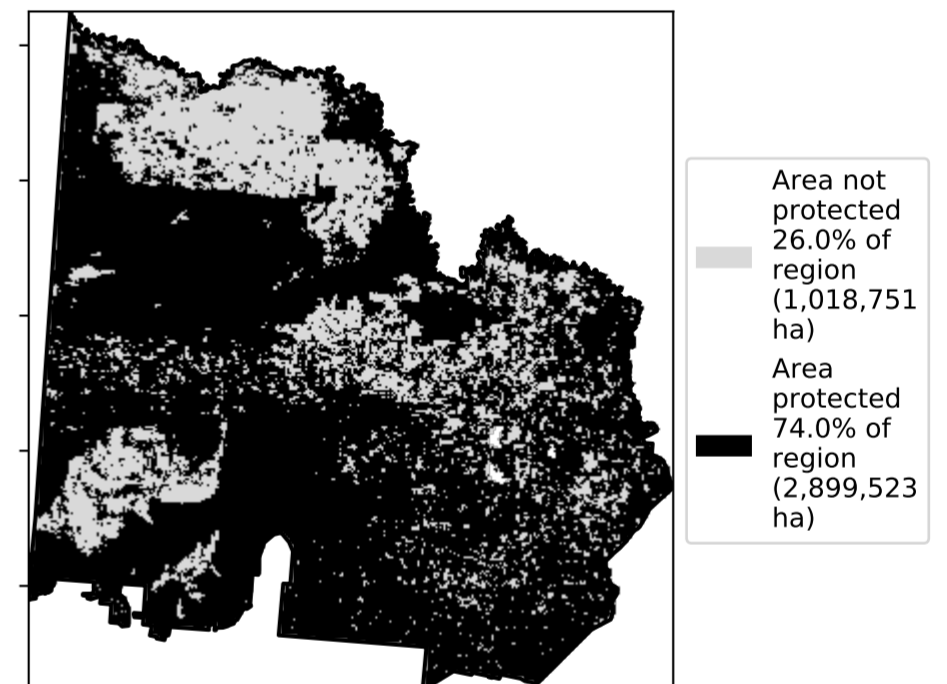 Area not
protected
26.0% of
region
(1,018,751
ha)
Area
protected
74.0% of
region
(2,899,523
ha)